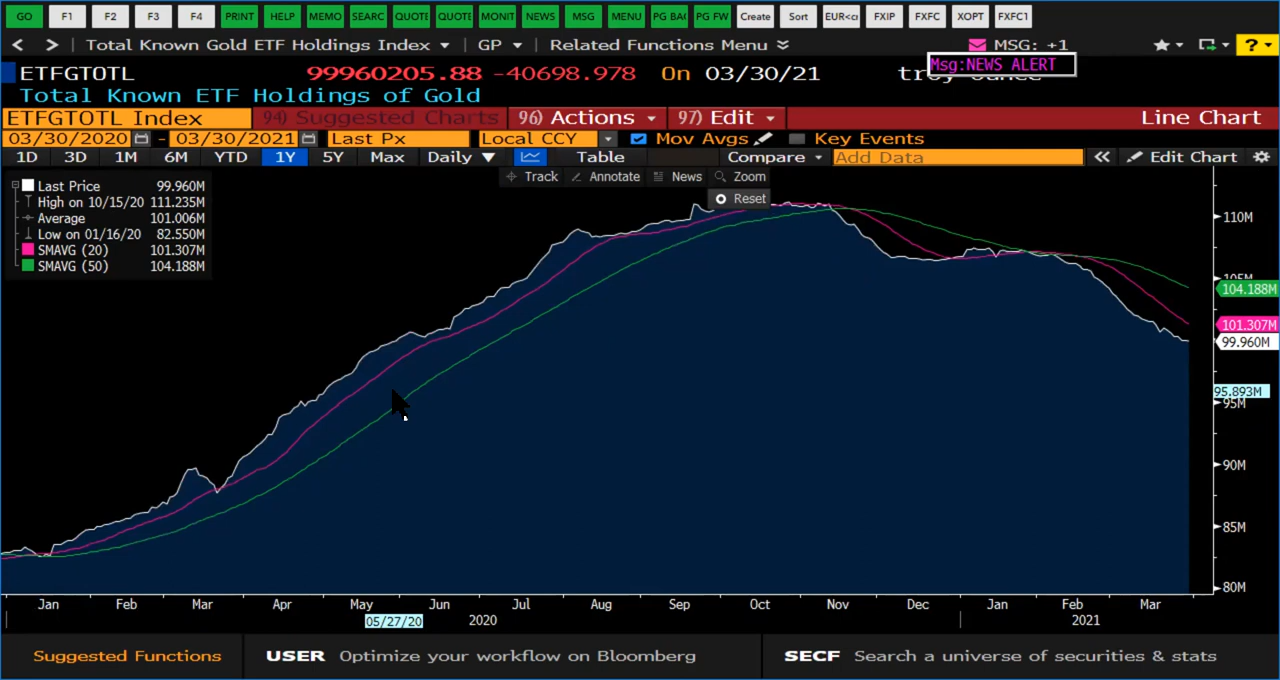 GO F1 F2 F3 F4 PRINT HELP MEMO SEARC QUOTE QUOTE MONIT NEWS MSG MENU PG BAC PG FW Create Sort EUR<cr FXIP FXFC XOPT FXFC1
< > Total Known Gold ETF Holdings Index GP Related Functions Menu MSG: +1 ?
Msg:NEWS ALERT
ETFGTOTL 99960205.88 -40698.978 On 03/30/21 troy ounce
Total Known ETF Holdings of Gold
ETFGTOTL Index 94) Suggested Charts 96) Actions 97) Edit Line Chart
03/30/2020 - 03/30/2021 Last Px Local CCY Mov Avgs Key Events
1D 3D 1M 6M YTD 1Y 5Y Max Daily Table Compare Add Data « Edit Chart
Track Annotate News Zoom
Reset
Last Price 99.960M
High on 10/15/20 111.235M
Average 101.006M
Low on 01/16/20 82.550M
SMAVG (20) 101.307M
SMAVG (50) 104.188M
110M
105M
104.188M
101.307M
99.960M
95.893M
95M
90M
85M
80M
Jan Feb Mar Apr May Jun Jul Aug Sep Oct Nov Dec Jan Feb Mar
05/27/20 2020 2021
Suggested Functions USER Optimize your workflow on Bloomberg SECF Search a universe of securities & stats